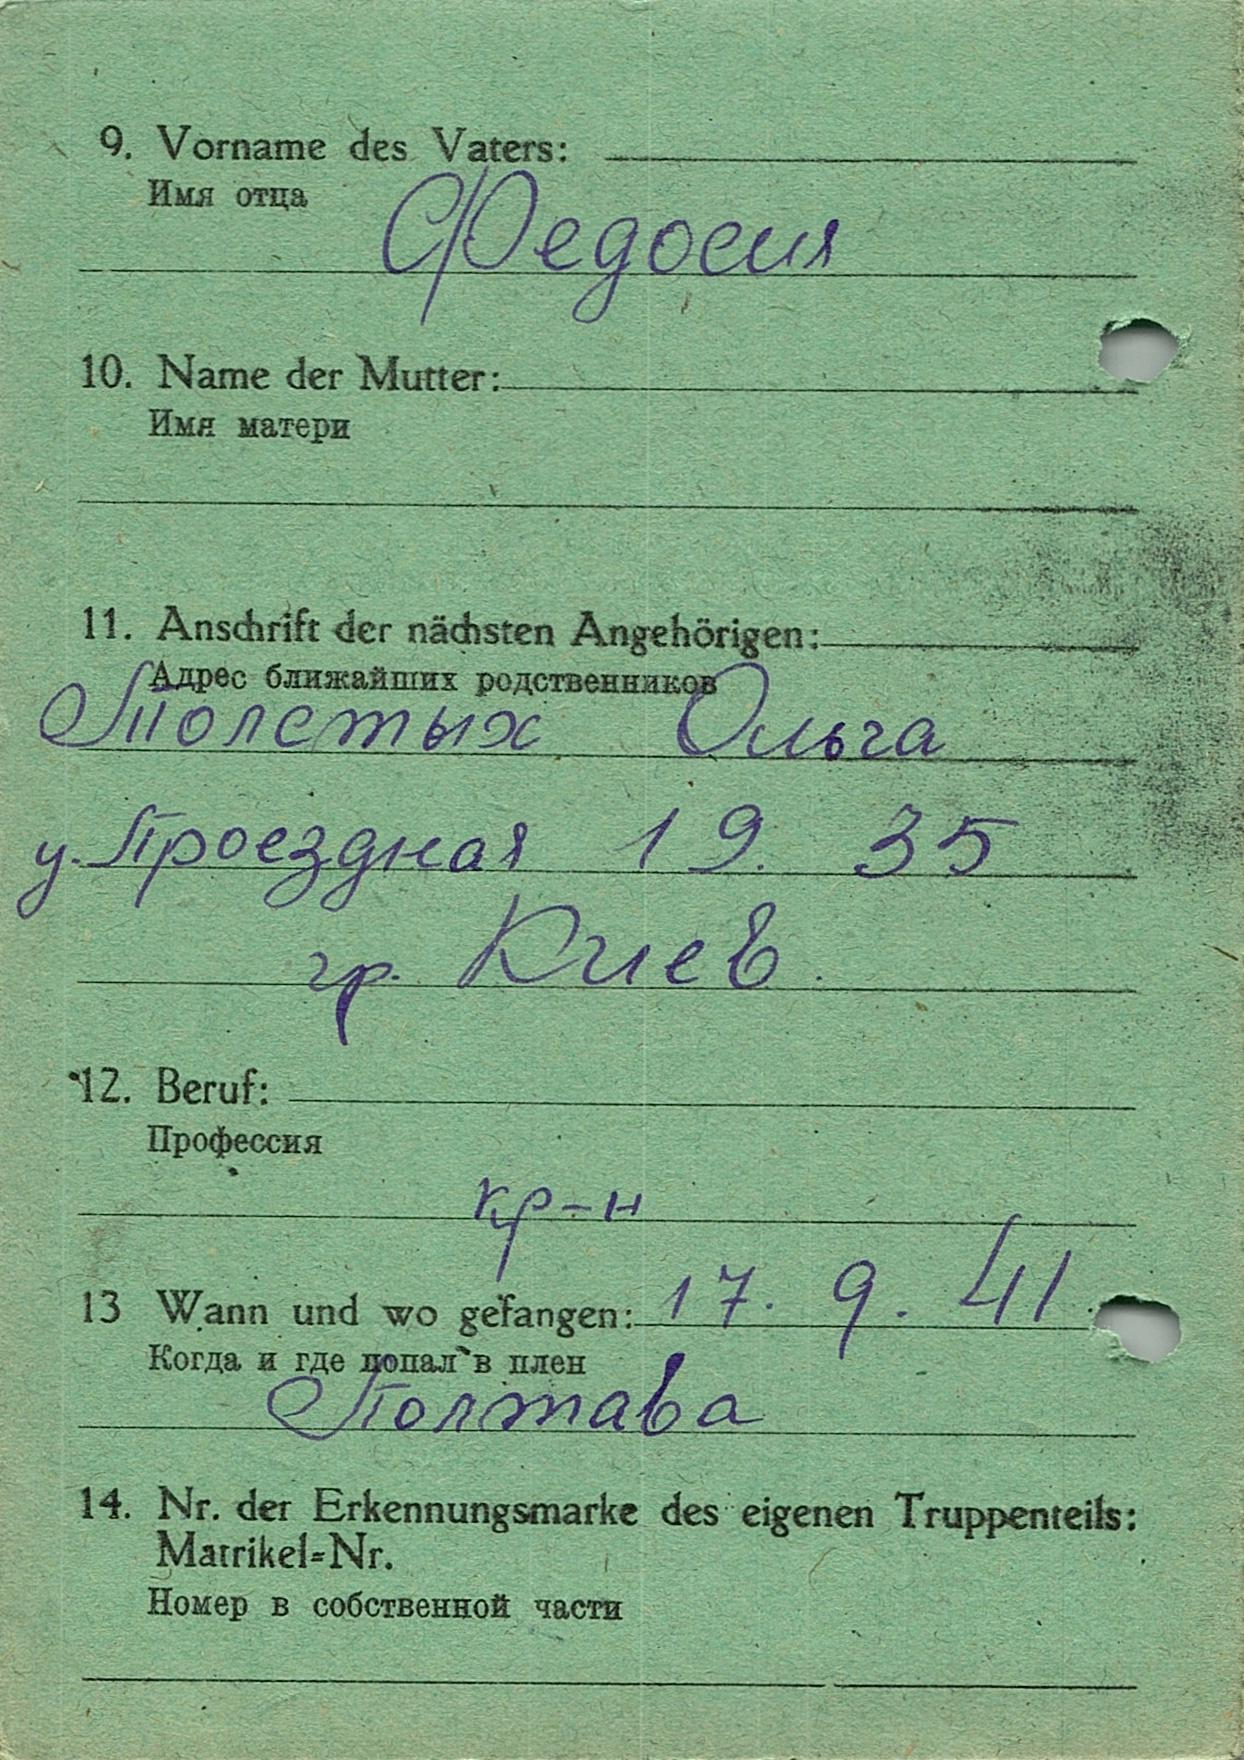 9. Vorname des Vaters:
Имя отца
Федосия
10. Name der Mutter:
Имя матери
11. Anschrift der nächsten Angehörigen:
Адрес ближайших родственников
Толстых Ольга
у. Проездная 19. 35
гр. Киев.
12. Beruf:
Профессия
кр-н
13 Wann und wo gefangen: 17. 9. 41.
Когда и где попал в плен
Полтава
14. Nr. der Erkennungsmarke des eigenen Truppenteils:
Matrikel=Nr.
Номер в собственной части